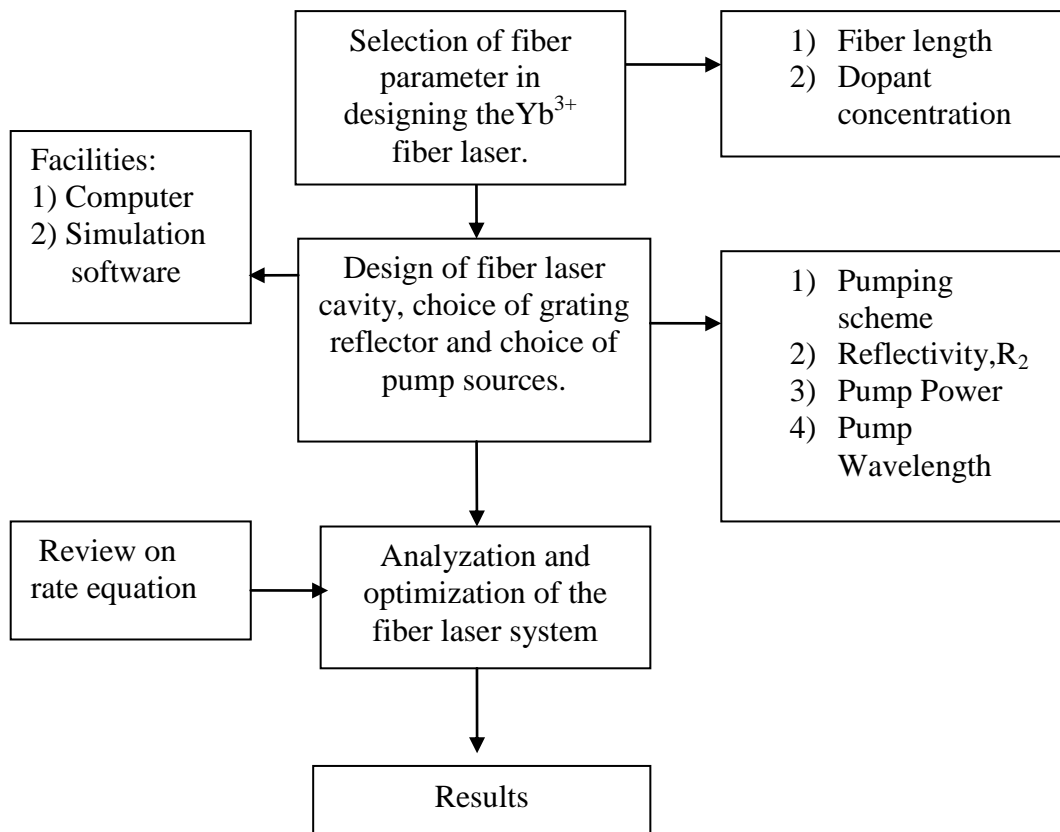 Selection of fiber
parameter in
designing theYb³⁺
fiber laser.
1) Fiber length
2) Dopant
concentration
Facilities:
1) Computer
2) Simulation
software
Design of fiber laser
cavity, choice of grating
reflector and choice of
pump sources.
1) Pumping
scheme
2) Reflectivity,R₂
3) Pump Power
4) Pump
Wavelength
Review on
rate equation
Analyzation and
optimization of the
fiber laser system
Results